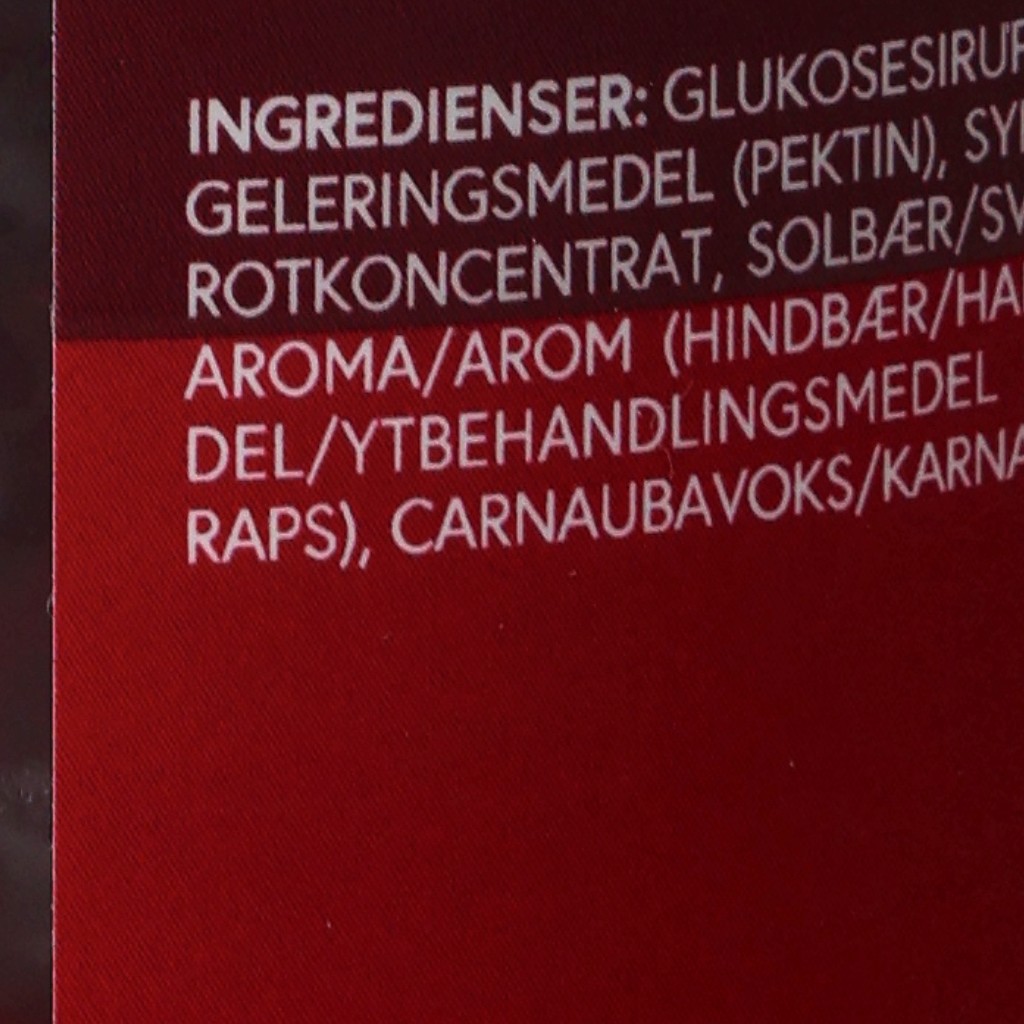 INGREDIENSER: GLUKOSESIRUP
GELERINGSMEDEL (PEKTIN),
ROTKONCENTRAT, SOLBÆR/
AROMA/AROM (HINDBÆR/
DEL/YTBEHANDLINGSMEDEL
RAPS), CARNAUBAVOKS/